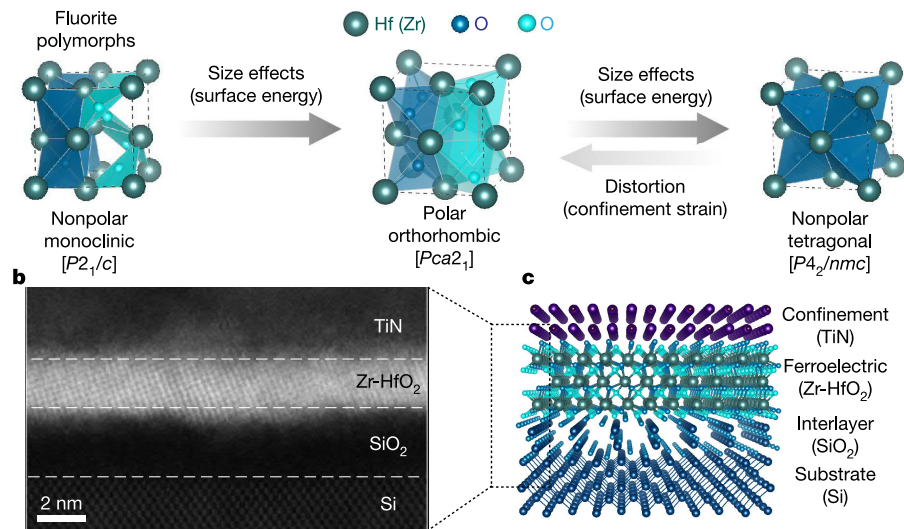 Fluorite
polymorphs
Hf (Zr) O O
Size effects
(surface energy)
Size effects
(surface energy)
Distortion
(confinement strain)
Nonpolar
monoclinic
[P2₁/c]
Polar
orthorhombic
[Pca2₁]
Nonpolar
tetragonal
[P4₂/nmc]
b
TiN
Zr-HfO₂
SiO₂
Si
2 nm
c
Confinement
(TiN)
Ferroelectric
(Zr-HfO₂)
Interlayer
(SiO₂)
Substrate
(Si)